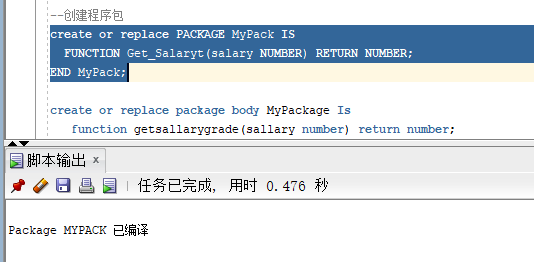 --创建程序包
create or replace PACKAGE MyPack IS
FUNCTION Get_Salaryt(salary NUMBER) RETURN NUMBER;
END MyPack;
create or replace package body MyPackage Is
function getsallarygrade(sallary number) return number;
脚本输出 ×
任务已完成, 用时 0.476 秒
Package MYPACK 已编译